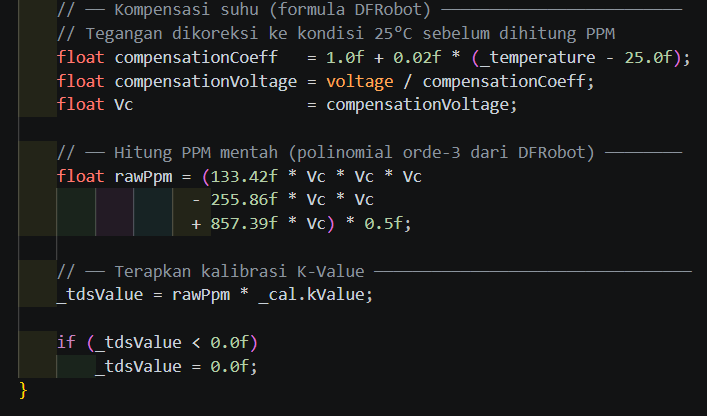 // —— Kompensasi suhu (formula DFRobot) —————————————————————————
// Tegangan dikoreksi ke kondisi 25°C sebelum dihitung PPM
float compensationCoeff   = 1.0f + 0.02f * (_temperature - 25.0f);
float compensationVoltage = voltage / compensationCoeff;
float Vc                  = compensationVoltage;
// —— Hitung PPM mentah (polinomial orde-3 dari DFRobot) ————————
float rawPpm = (133.42f * Vc * Vc * Vc
- 255.86f * Vc * Vc
+ 857.39f * Vc) * 0.5f;
// —— Terapkan kalibrasi K-Value —————————————————————————————————
_tdsValue = rawPpm * _cal.kValue;
if (_tdsValue < 0.0f)
_tdsValue = 0.0f;
}